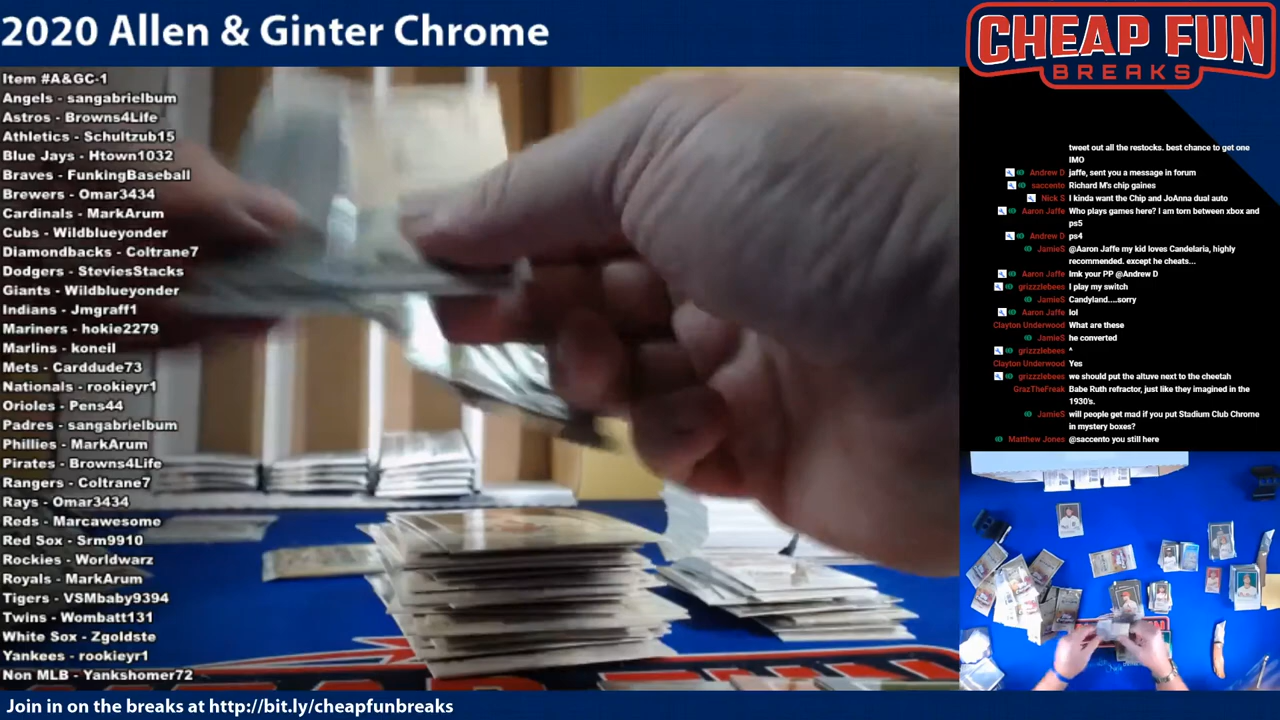 2020 Allen & Ginter Chrome
CHEAP FUN
BREAKS
Item #A&GC-1
Angels - sangabrielbum
Astros - Browns4Life
Athletics - Schultzub15
Blue Jays - Htown1032
Braves - FunkingBaseball
Brewers - Omar3434
Cardinals - MarkArum
Cubs - Wildblueyonder
Diamondbacks - Coltrane7
Dodgers - SteviesStacks
Giants - Wildblueyonder
Indians - Jmgraff1
Mariners - hokie2279
Marlins - koneil
Mets - Carddude73
Nationals - rookieyr1
Orioles - Pens44
Padres - sangabrielbum
Phillies - MarkArum
Pirates - Browns4Life
Rangers - Coltrane7
Rays - Omar3434
Reds - Marcawesome
Red Sox - Srm9910
Rockies - Worldwarz
Royals - MarkArum
Tigers - VSMbaby9394
Twins - Wombatt131
White Sox - Zgoldste
Yankees - rookieyr1
Non MLB - Yankshomer72
tweet out all the restocks. best chance to get one
IMO
Andrew D jaffe, sent you a message in forum
saccento Richard M's chip gaines
Nick S I kinda want the Chip and JoAnna dual auto
Aaron Jaffe Who plays games here? I am torn between xbox and
ps5
Andrew D ps4
JamieS @Aaron Jaffe my kid loves Candelaria, highly
recommended. except he cheats...
Aaron Jaffe lmk your PP @Andrew D
grizzzlebees I play my switch
JamieS Candyland....sorry
Aaron Jaffe lol
Clayton Underwood What are these
JamieS he converted
grizzzlebees ^
Clayton Underwood Yes
grizzzlebees we should put the altuve next to the cheetah
GrazTheFreak Babe Ruth refractor, just like they imagined in the
1930's.
JamieS will people get mad if you put Stadium Club Chrome
in mystery boxes?
Matthew Jones @saccento you still here
Join in on the breaks at http://bit.ly/cheapfunbreaks